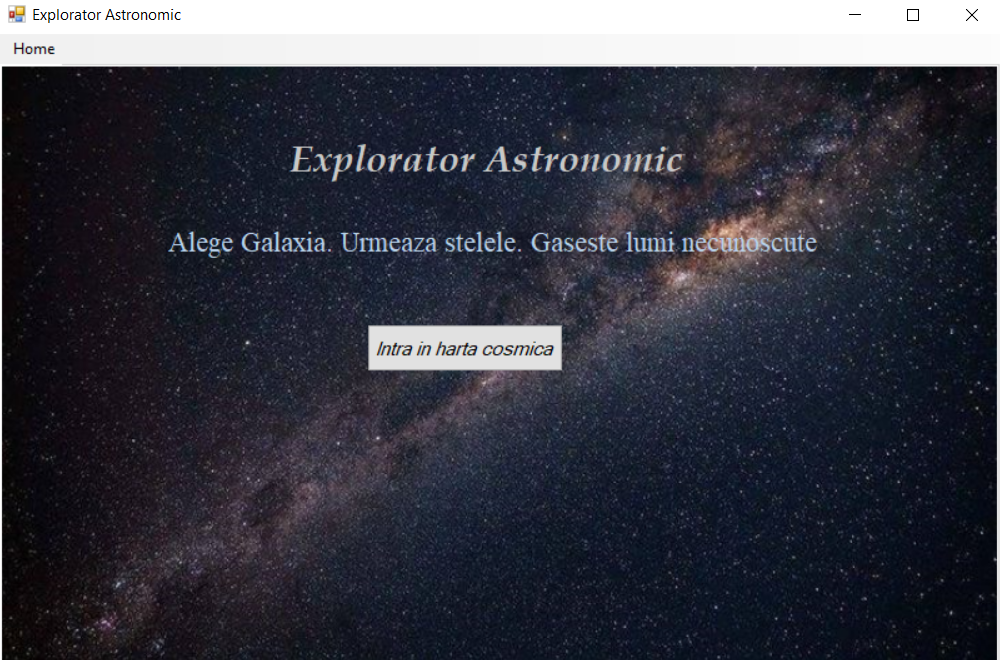 Explorator Astronomic
Home
Explorator Astronomic
Alege Galaxia. Urmeaza stelele. Gaseste lumi necunoscute
Intra in harta cosmica